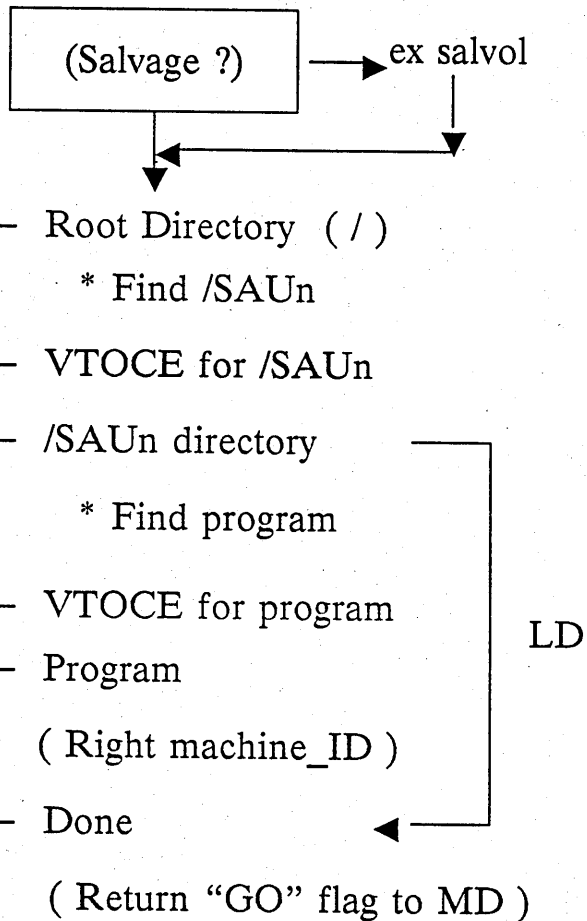 (Salvage ?) ex salvol
– Root Directory ( / )
* Find /SAUn
– VTOCE for /SAUn
– /SAUn directory
* Find program
– VTOCE for program
LD
– Program
( Right machine_ID )
– Done
( Return “GO” flag to MD )